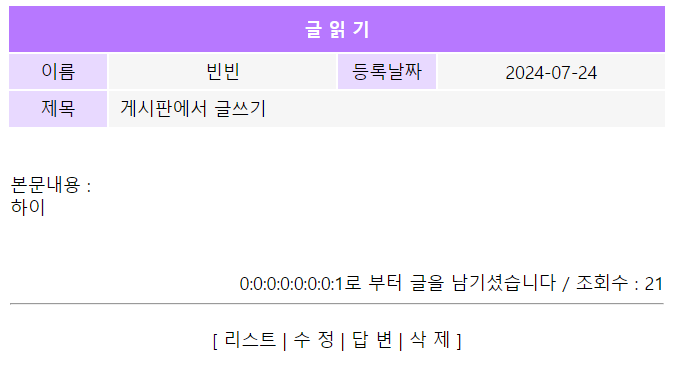 글 읽 기
이름 빈빈 등록날짜 2024-07-24
제목 게시판에서 글쓰기
본문내용 :
하이
0:0:0:0:0:0:0:1로 부터 글을 남기셨습니다 / 조회수 : 21
[ 리스트 | 수 정 | 답 변 | 삭 제 ]